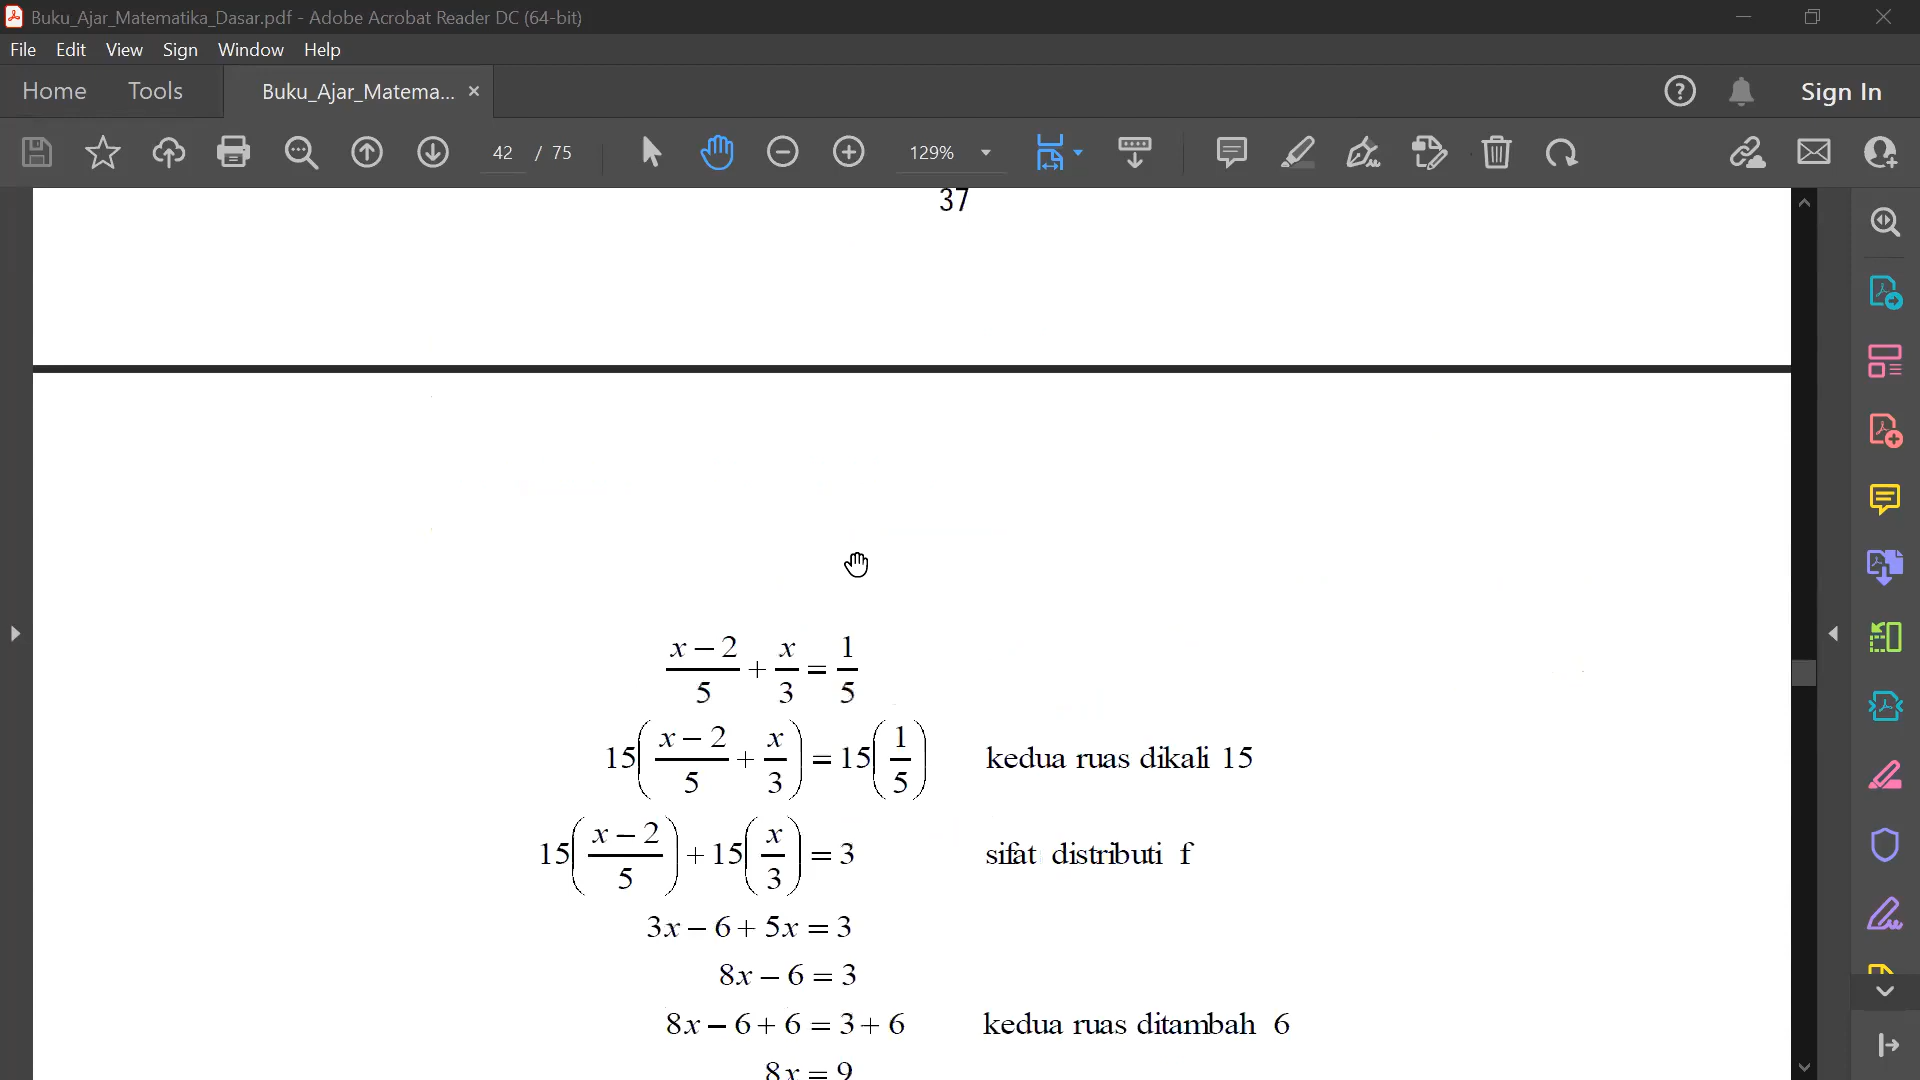 Buku_Ajar_Matematika_Dasar.pdf - Adobe Acrobat Reader DC (64-bit)
File Edit View Sign Window Help
Home Tools Buku_Ajar_Matema... × Sign In
42 / 75 129%
37
(x − 2)/5 + x/3 = 1/5
15((x − 2)/5 + x/3) = 15(1/5) kedua ruas dikali 15
15((x − 2)/5) + 15(x/3) = 3 sifat distributi f
3x − 6 + 5x = 3
8x − 6 = 3
8x − 6 + 6 = 3 + 6 kedua ruas ditambah 6
8x = 9